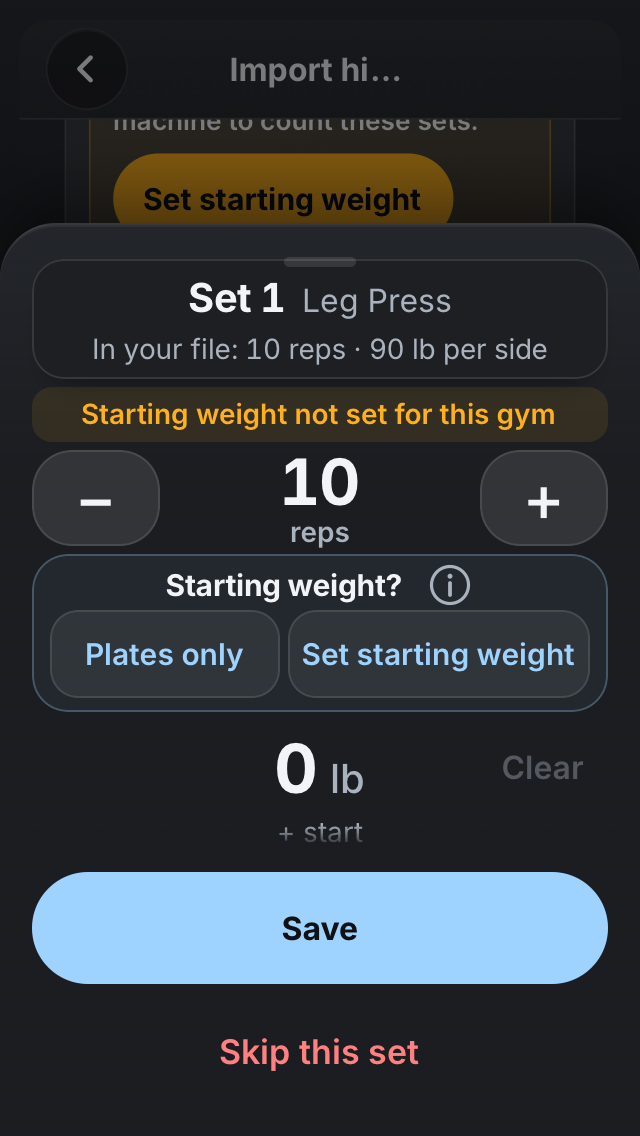 Import hi…
machine to count these sets.
Set starting weight
Set 1 Leg Press
In your file: 10 reps · 90 lb per side
Starting weight not set for this gym
− 10 +
reps
Starting weight?
Plates only Set starting weight
0 lb Clear
+ start
Save
Skip this set